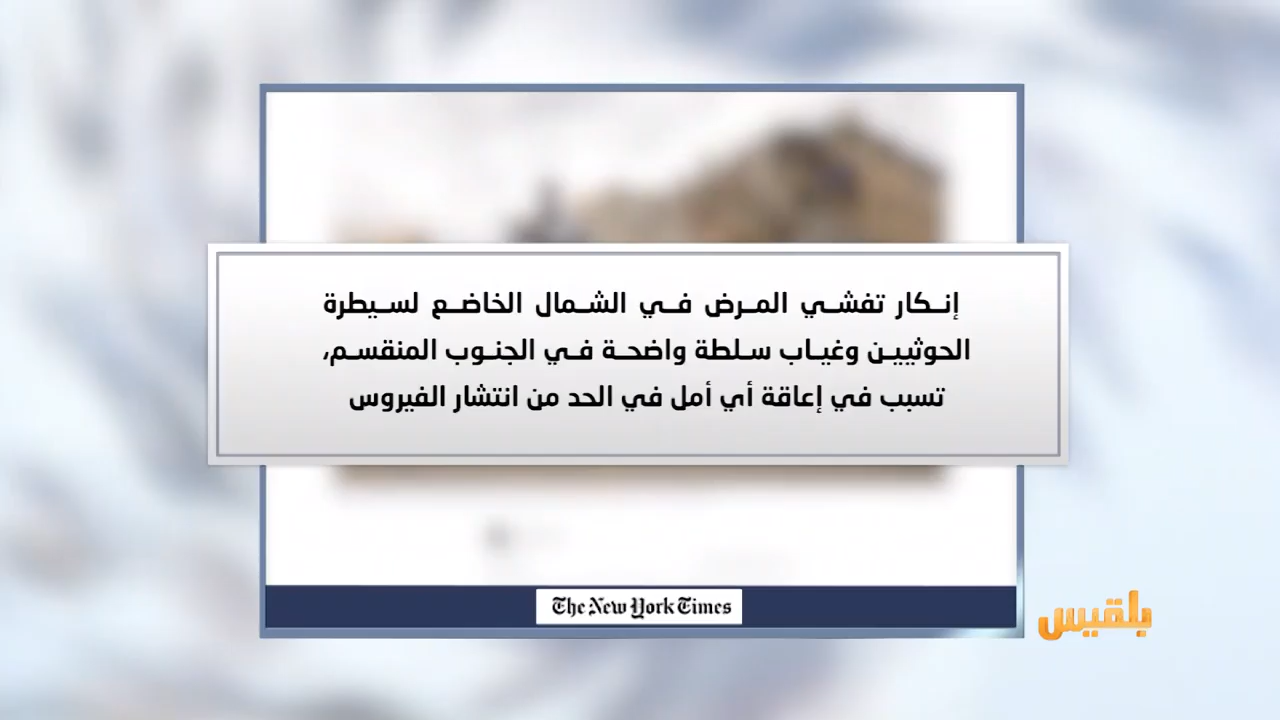 إنكار تفشي المرض في الشمال الخاضع لسيطرة
الحوثيين وغياب سلطة واضحة في الجنوب المنقسم،
تسبب في إعاقة أي أمل في الحد من انتشار الفيروس
The New York Times
بلقيس